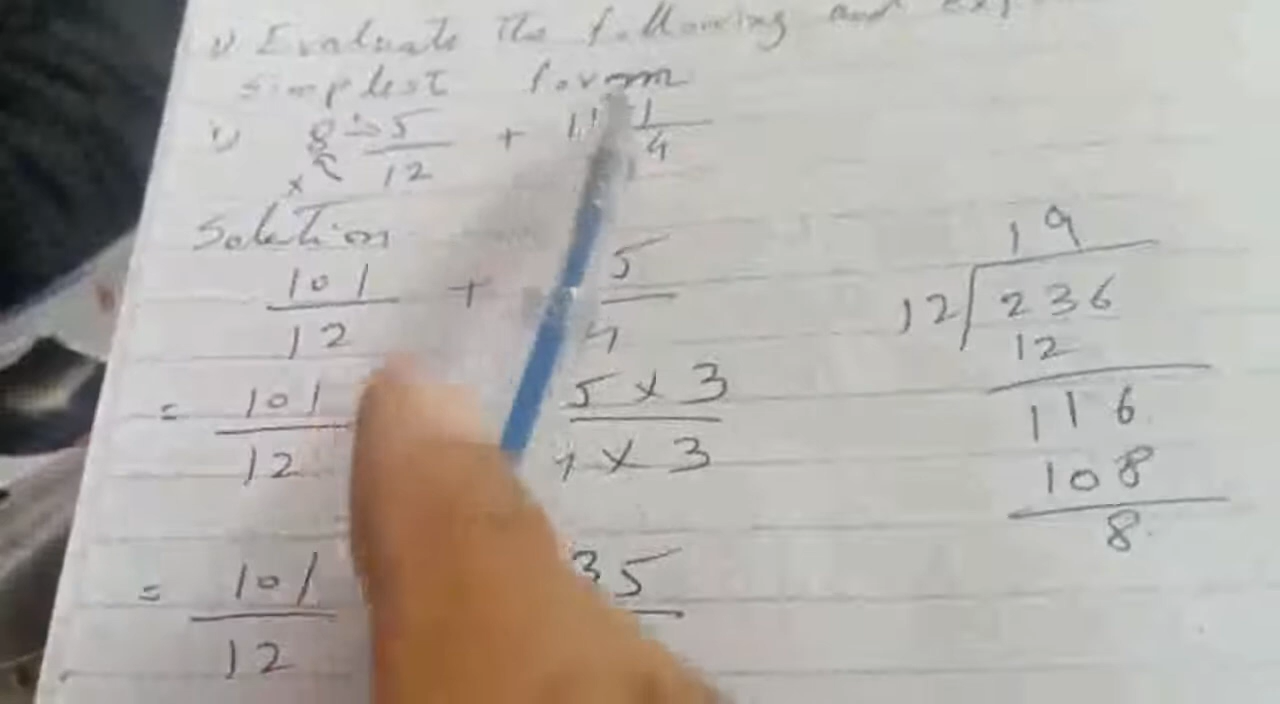 1) Evaluate the following and
simplest form
i) 8 5/12 + 11 1/4
Solution
101/12 + 5/4
= 101/12 5 x 3/4 x 3
= 101/12 35
19
12 236
12
116
108
8